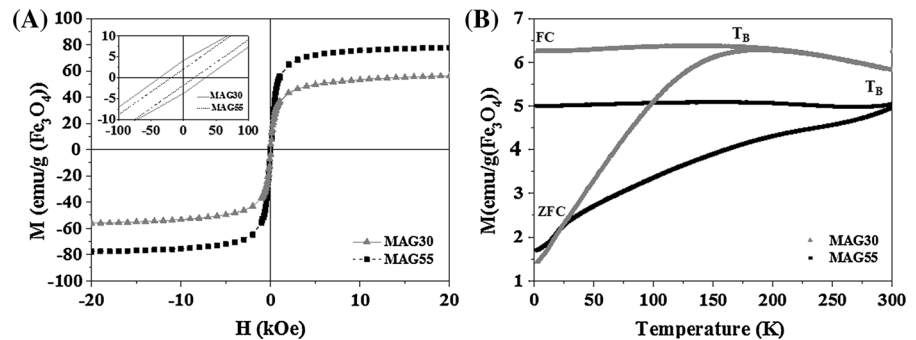 (A)
M (emu/g (Fe3O4))
100
80
60
40
20
0
-20
-40
-60
-80
-100
-20
-10
0
10
20
H (kOe)
10
5
0
-5
-10
-100
-50
0
50
100
MAG30
MAG55
MAG30
MAG55
(B)
M(emu/g(Fe3O4)
7
6
5
4
3
2
1
0
50
100
150
200
250
300
Temperature (K)
FC
TB
TB
ZFC
MAG30
MAG55